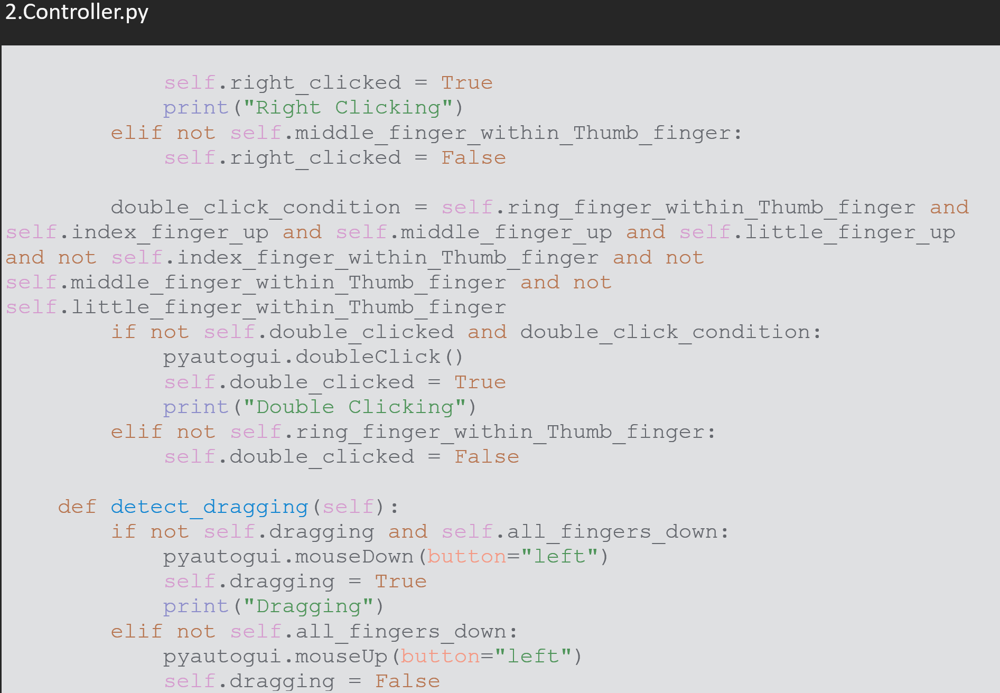 2.Controller.py
            self.right_clicked = True
            print("Right Clicking")
        elif not self.middle_finger_within_Thumb_finger:
            self.right_clicked = False
        double_click_condition = self.ring_finger_within_Thumb_finger and
self.index_finger_up and self.middle_finger_up and self.little_finger_up
and not self.index_finger_within_Thumb_finger and not
self.middle_finger_within_Thumb_finger and not
self.little_finger_within_Thumb_finger
        if not self.double_clicked and double_click_condition:
            pyautogui.doubleClick()
            self.double_clicked = True
            print("Double Clicking")
        elif not self.ring_finger_within_Thumb_finger:
            self.double_clicked = False
    def detect_dragging(self):
        if not self.dragging and self.all_fingers_down:
            pyautogui.mouseDown(button="left")
            self.dragging = True
            print("Dragging")
        elif not self.all_fingers_down:
            pyautogui.mouseUp(button="left")
            self.dragging = False